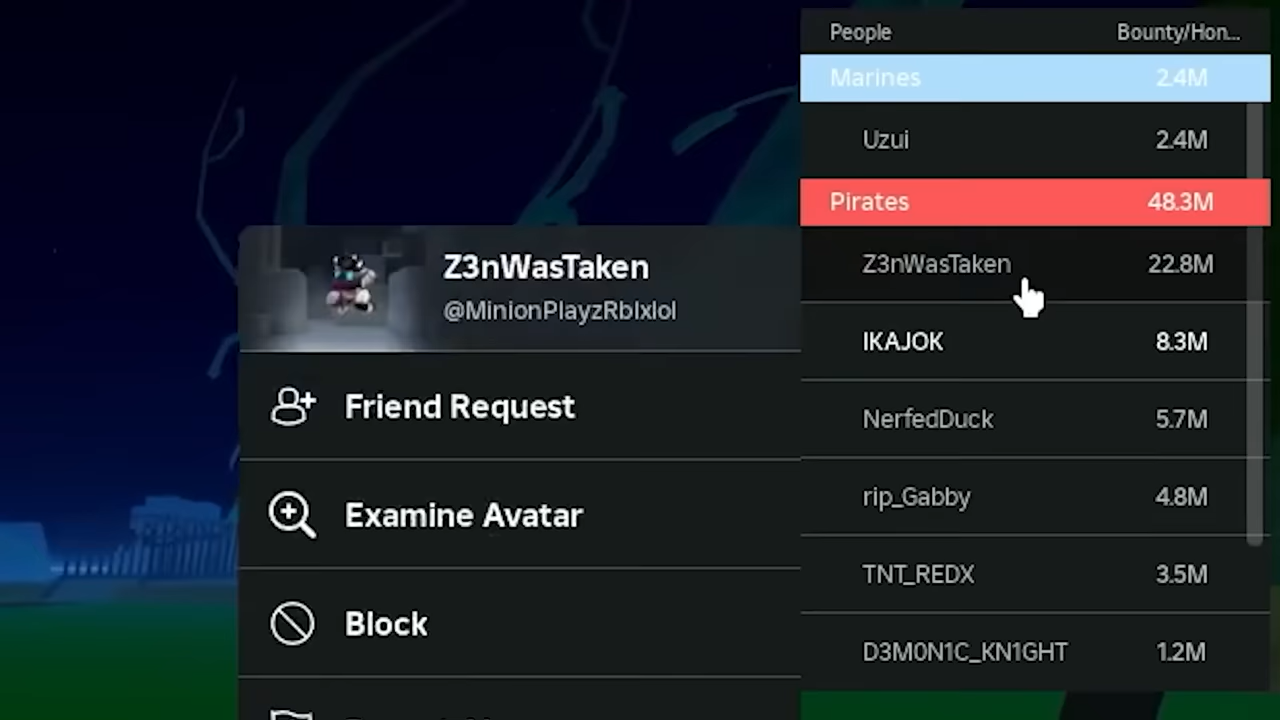 People Bounty/Hon...
Marines 2.4M
Uzui 2.4M
Pirates 48.3M
Z3nWasTaken 22.8M
IKAJOK 8.3M
NerfedDuck 5.7M
rip_Gabby 4.8M
TNT_REDX 3.5M
D3M0N1C_KN1GHT 1.2M
Z3nWasTaken
@MinionPlayzRblxlol
Friend Request
Examine Avatar
Block